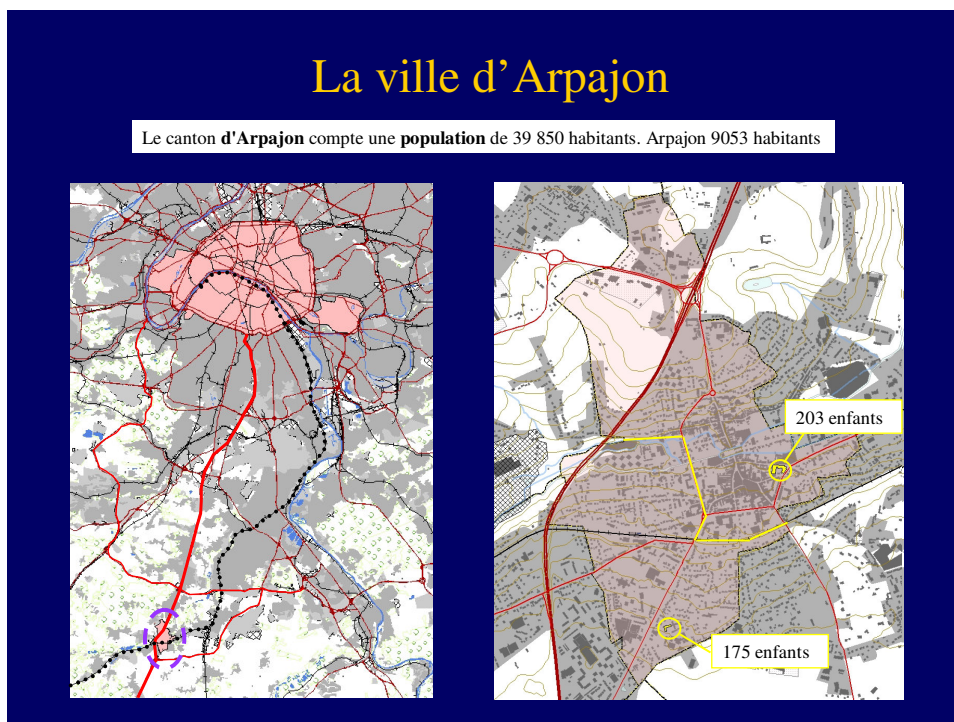 La ville d'Arpajon
Le canton d'Arpajon compte une population de 39 850 habitants. Arpajon 9053 habitants
203 enfants
175 enfants